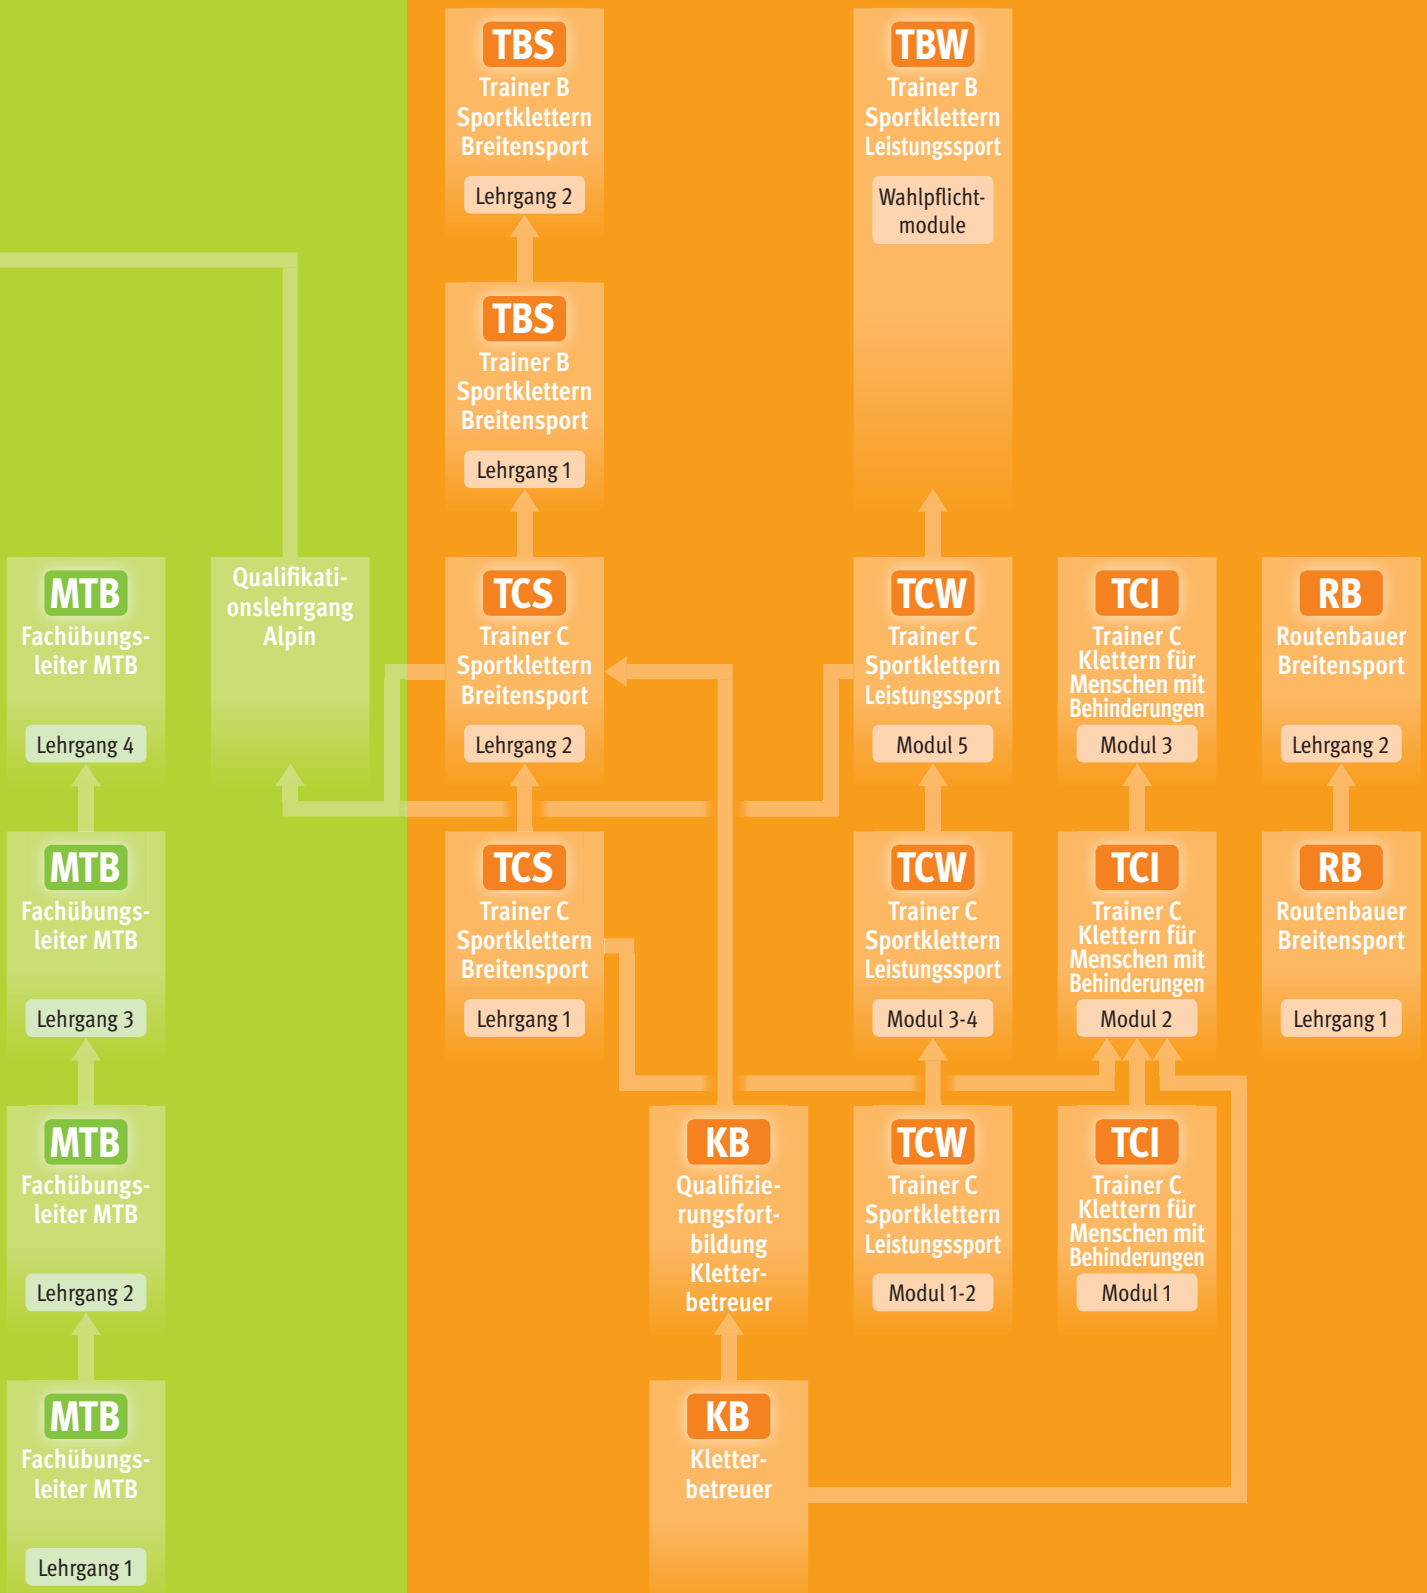 TBS
Trainer B
Sportklettern
Breitensport
Lehrgang 2
TBW
Trainer B
Sportklettern
Leistungssport
Wahlpflicht-
module
TBS
Trainer B
Sportklettern
Breitensport
Lehrgang 1
MTB
Fachübungs-
leiter MTB
Lehrgang 4
Qualifikati-
onslehrgang
Alpin
TCS
Trainer C
Sportklettern
Breitensport
Lehrgang 2
TCW
Trainer C
Sportklettern
Leistungssport
Modul 5
TCI
Trainer C
Klettern für
Menschen mit
Behinderungen
Modul 3
RB
Routenbauer
Breitensport
Lehrgang 2
MTB
Fachübungs-
leiter MTB
Lehrgang 3
TCS
Trainer C
Sportklettern
Breitensport
Lehrgang 1
TCW
Trainer C
Sportklettern
Leistungssport
Modul 3-4
TCI
Trainer C
Klettern für
Menschen mit
Behinderungen
Modul 2
RB
Routenbauer
Breitensport
Lehrgang 1
MTB
Fachübungs-
leiter MTB
Lehrgang 2
KB
Qualifizie-
rungsfort-
bildung
Kletter-
betreuer
TCW
Trainer C
Sportklettern
Leistungssport
Modul 1-2
TCI
Trainer C
Klettern für
Menschen mit
Behinderungen
Modul 1
MTB
Fachübungs-
leiter MTB
Lehrgang 1
KB
Kletter-
betreuer